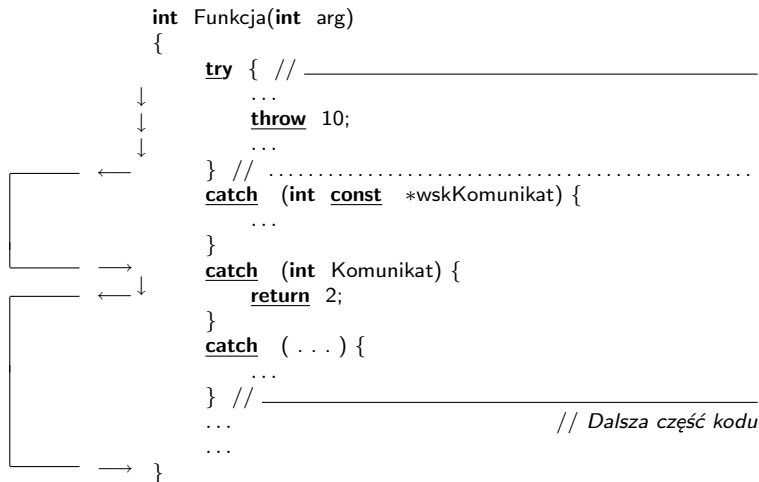 int Funkcja(int arg)
{
try { //
...
throw 10;
...
} // ................................................
catch (int const *wskKomunikat) {
...
}
catch (int Komunikat) {
return 2;
}
catch ( . . . ) {
...
} //
...
// Dalsza część kodu
...
}